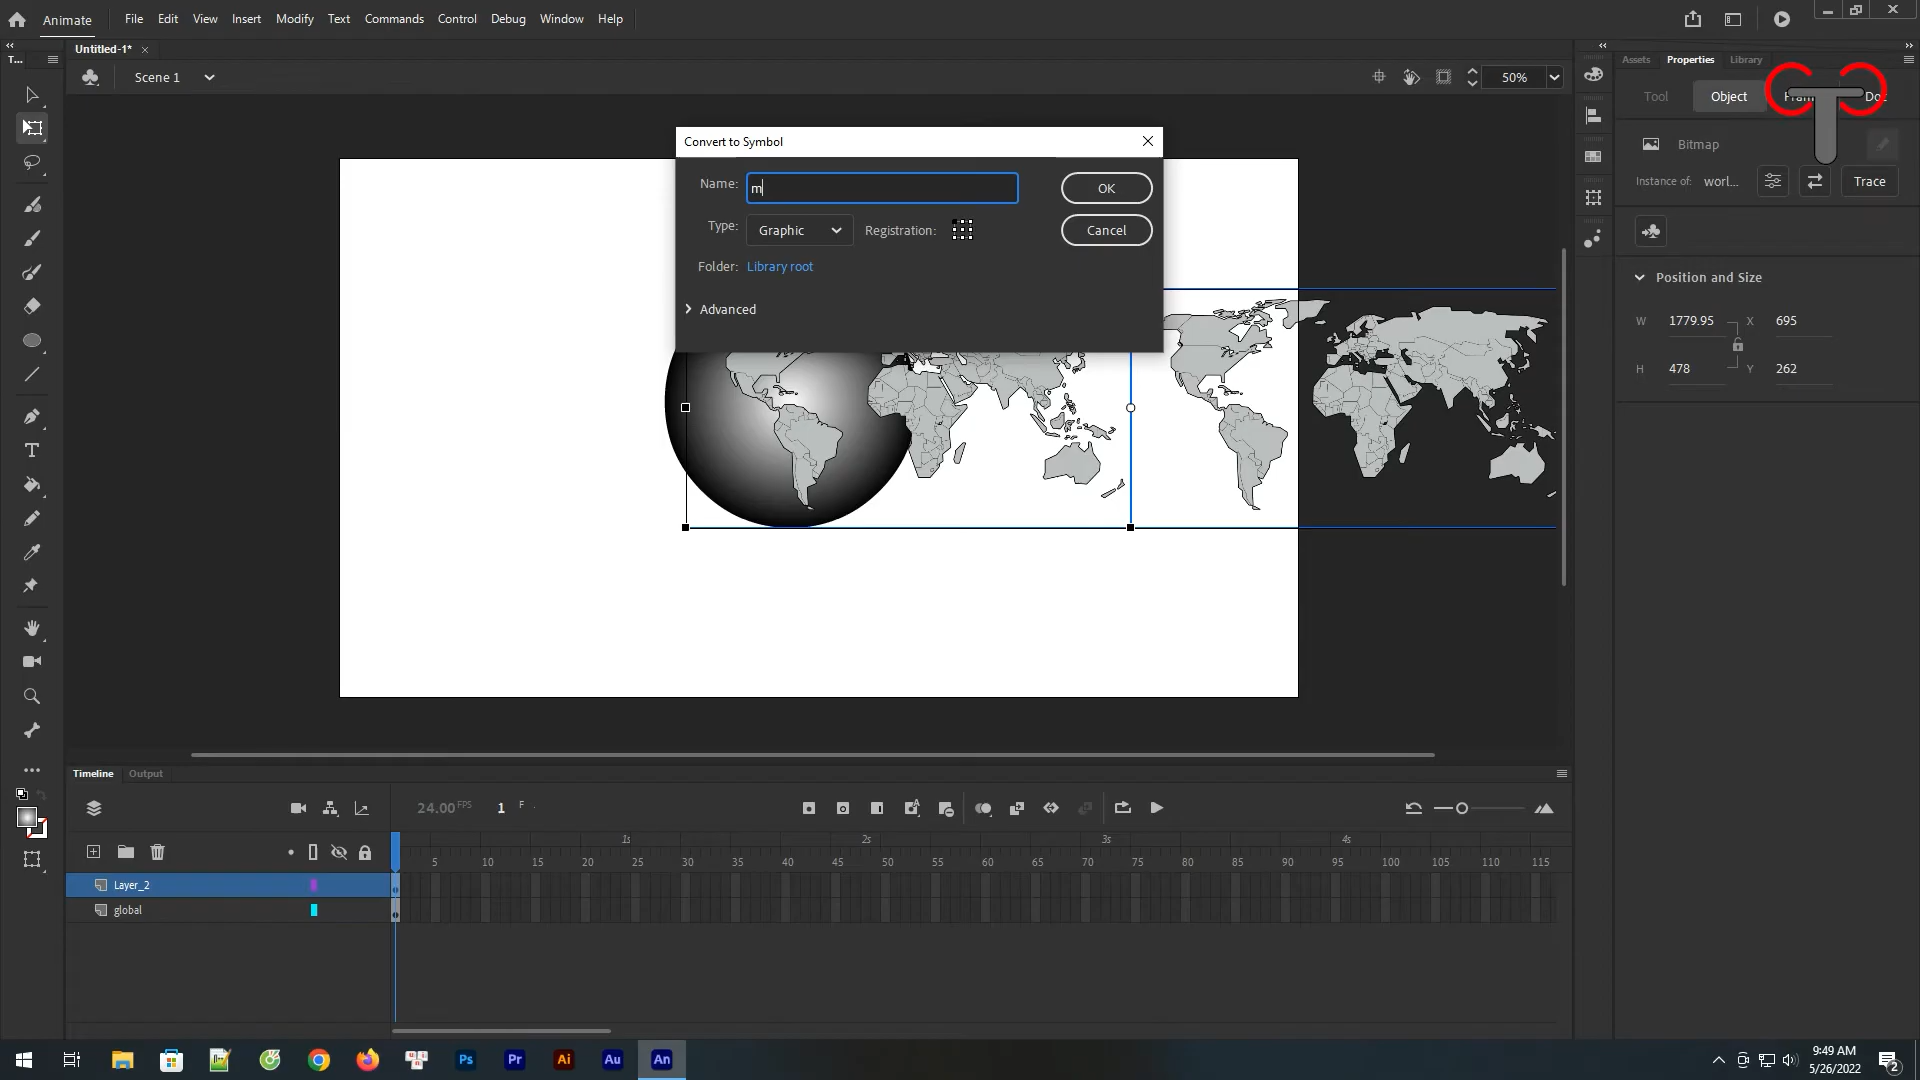 Animate File Edit View Insert Modify Text Commands Control Debug Window Help
Untitled-1*
T... Assets Properties Library
Scene 1 50%
Tool Object Doc
Convert to Symbol
Name: m OK
Type: Graphic Registration: Cancel
Folder: Library root
Advanced
Bitmap
Instance of: worl... Trace
Position and Size
W 1779.95 X 695
H 478 Y 262
Timeline Output
24.00 FPS 1 F
1s 2s 3s 4s
5 10 15 20 25 30 35 40 45 50 55 60 65 70 75 80 85 90 95 100 105 110 115
Layer_2
global
Ps Pr Ai Au An
9:49 AM
5/26/2022
2